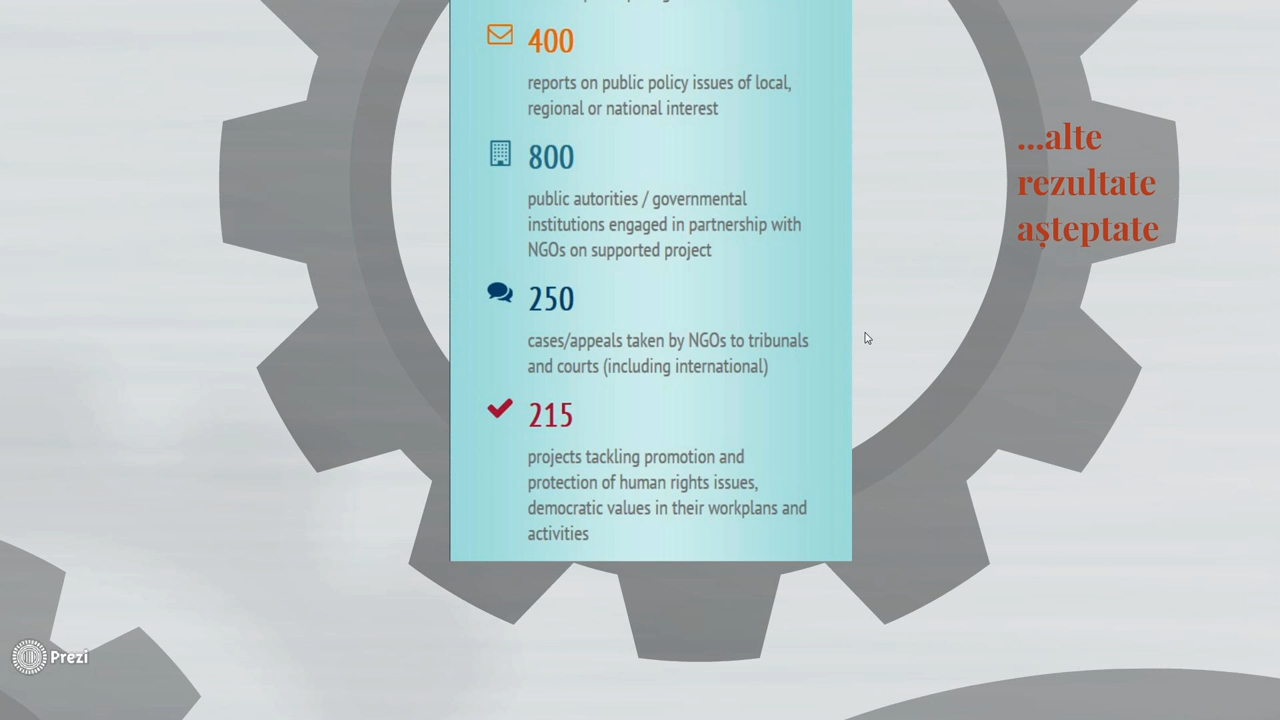 400
reports on public policy issues of local,
regional or national interest
800
public autorities / governmental
institutions engaged in partnership with
NGOs on supported project
250
cases/appeals taken by NGOs to tribunals
and courts (including international)
215
projects tackling promotion and
protection of human rights issues,
democratic values in their workplans and
activities
...alte
rezultate
așteptate
Prezi